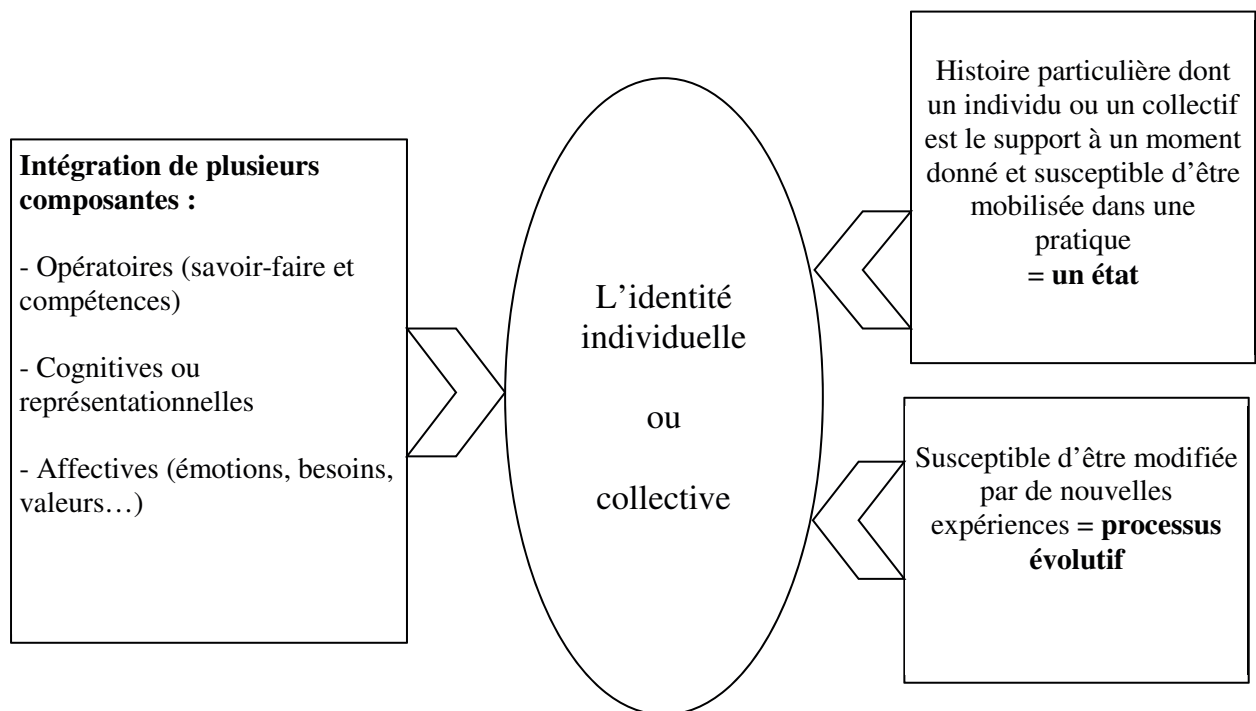 Intégration de plusieurs
composantes :
- Opératoires (savoir-faire et
compétences)
- Cognitives ou
représentationnelles
- Affectives (émotions, besoins,
valeurs…)
L’identité
individuelle
ou
collective
Histoire particulière dont
un individu ou un collectif
est le support à un moment
donné et susceptible d’être
mobilisée dans une
pratique
= un état
Susceptible d’être modifiée
par de nouvelles
expériences = processus
évolutif